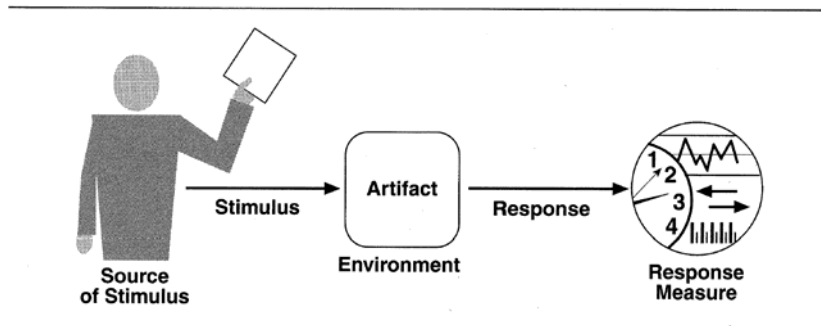 Source
of Stimulus
Stimulus
Artifact
Environment
Response
1
2
3
4
Response
Measure